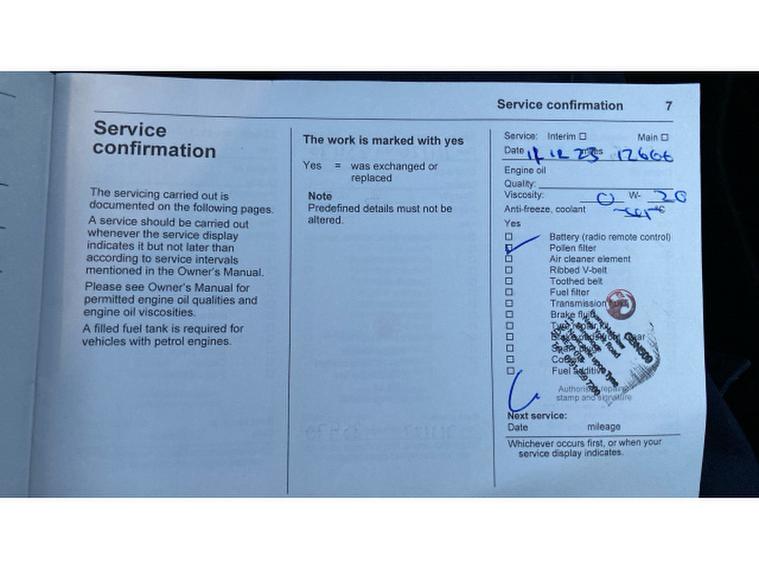 Service confirmation 7
Service
confirmation
The servicing carried out is
documented on the following pages.
A service should be carried out
whenever the service display
indicates it but not later than
according to service intervals
mentioned in the Owner's Manual.
Please see Owner's Manual for
permitted engine oil qualities and
engine oil viscosities.
A filled fuel tank is required for
vehicles with petrol engines.
The work is marked with yes
Yes = was exchanged or
replaced
Note
Predefined details must not be
altered.
Service: Interim Main
Date 12 23 12666
Engine oil
Quality:
Viscosity: 0 W- 20
Anti-freeze, coolant
Yes
Battery (radio remote control)
Pollen filter
Air cleaner element
Ribbed V-belt
Toothed belt
Fuel filter
Transmission fluid
Brake fluid
Fuel additive
Authorised repairer
stamp and signature
Next service:
Date mileage
Whichever occurs first, or when your
service display indicates.